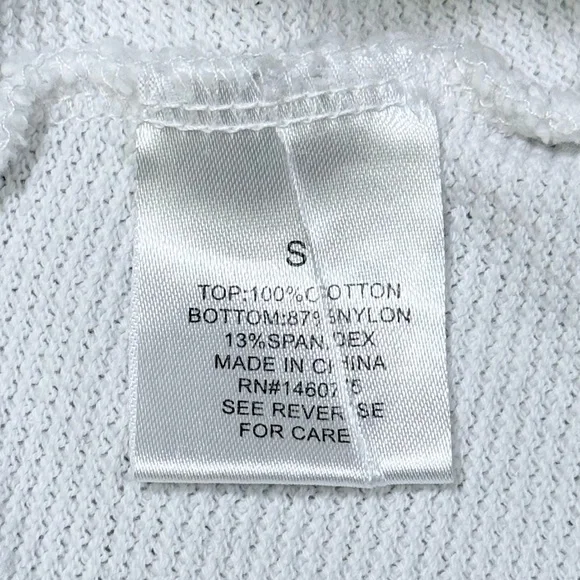 S
TOP:100%COTTON
BOTTOM:87%NYLON
13%SPANDEX
MADE IN CHINA
SEE REVERSE
FOR CARE